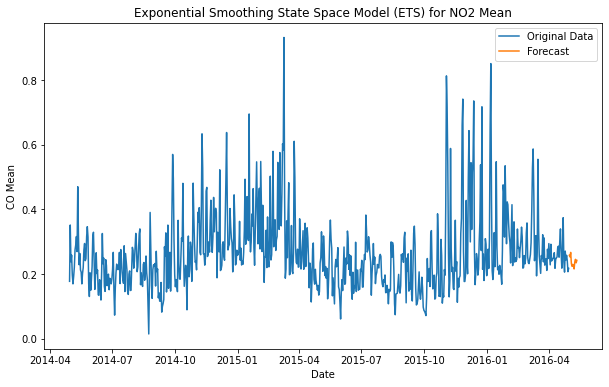 Exponential Smoothing State Space Model (ETS) for NO2 Mean
Original Data
Forecast
CO Mean
0.8
0.6
0.4
0.2
0.0
2014-04 2014-07 2014-10 2015-01 2015-04 2015-07 2015-10 2016-01 2016-04
Date